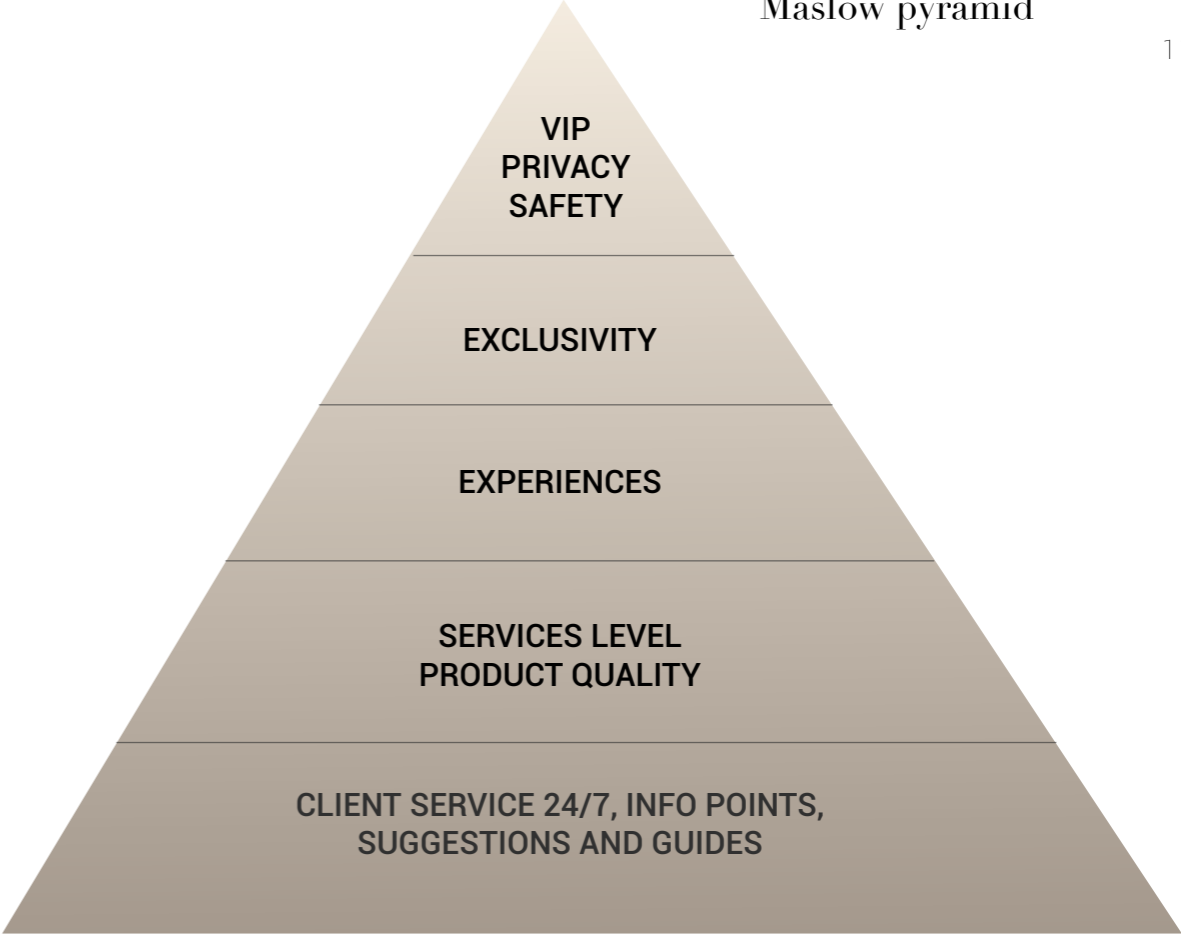 Maslow pyramid
1
VIP
PRIVACY
SAFETY
EXCLUSIVITY
EXPERIENCES
SERVICES LEVEL
PRODUCT QUALITY
CLIENT SERVICE 24/7, INFO POINTS,
SUGGESTIONS AND GUIDES